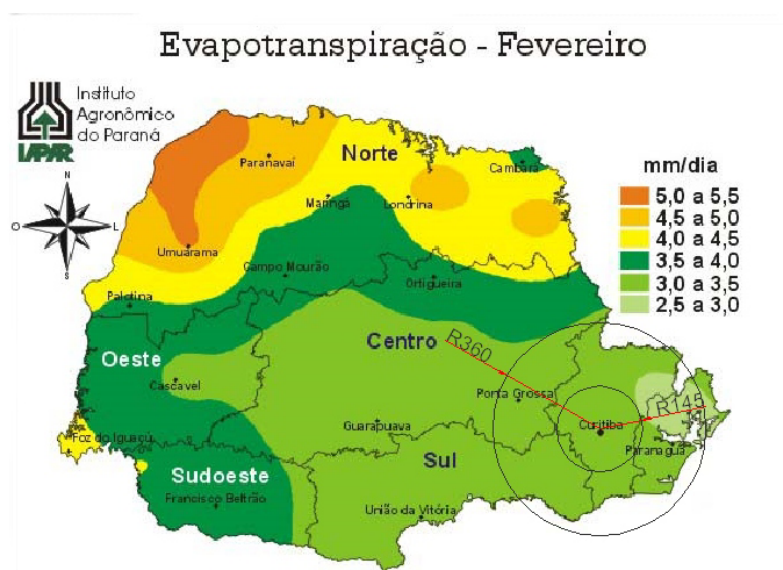 Evapotranspiração - Fevereiro
Instituto
Agronômico
do Paraná
IAPAR
N
O
L
S
mm/dia
5,0 a 5,5
4,5 a 5,0
4,0 a 4,5
3,5 a 4,0
3,0 a 3,5
2,5 a 3,0
Norte
Paranavaí
Cambará
Maringá
Londrina
Umuarama
Campo Mourão
Ortigueira
Palotina
Oeste
Centro
R360
Cascavel
Ponta Grossa
R145
Guarapuava
Curitiba
Foz do Iguaçú
Paranaguá
Sudoeste
Sul
Francisco Beltrão
União da Vitória